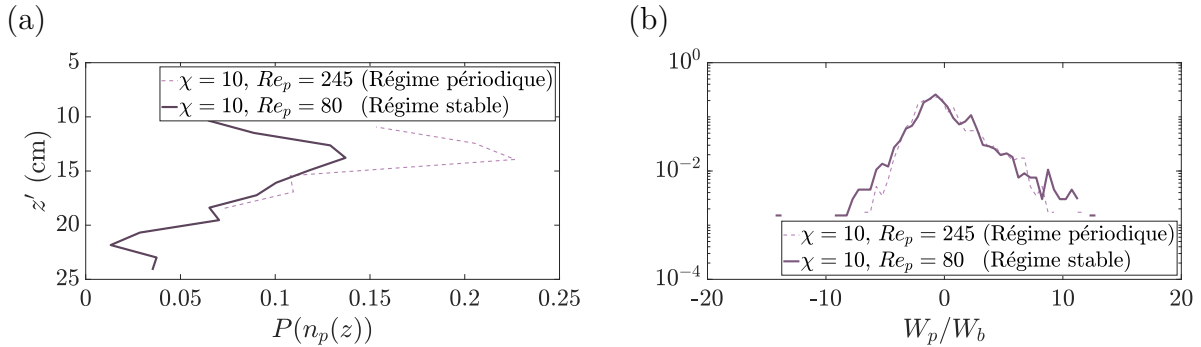 (a)
5
10
15
20
25
z′ (cm)
χ = 10, Re_p = 245 (Régime périodique)
χ = 10, Re_p = 80 (Régime stable)
0 0.05 0.1 0.15 0.2 0.25
P(n_p(z))
(b)
10^0
10^-2
10^-4
χ = 10, Re_p = 245 (Régime périodique)
χ = 10, Re_p = 80 (Régime stable)
-20 -10 0 10 20
W_p/W_b